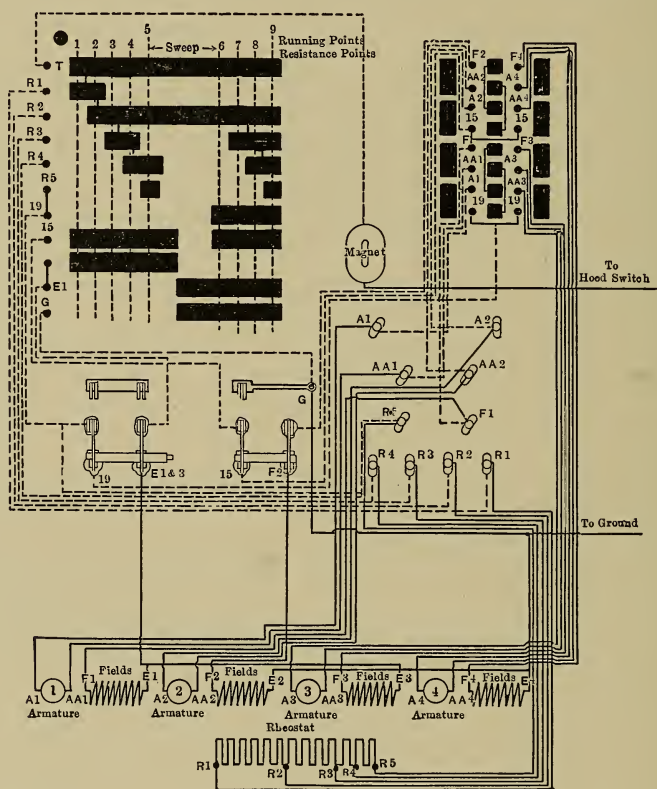 5
9
1 2 3 4 Sweep 6 7 8 Running Points
Resistance Points
T
R1
R2
R3
R4
R5
19
15
E1
G
F2 F4
AA2 A4
A2 AA4
15
F F3
AA1 A3
A1 AA3
19 19
Magnet
To
Hood Switch
A1 A2
AA1 AA2
G
R5 F1
R4 R3 R2 R1
19 E1&3 15 F2
To Ground
F1 Fields E1 F2 Fields E2 F3 Fields E3 F4 Fields
A1 1 AA1 A2 2 AA2 A3 3 AA3 A4 4 AA4
Armature Armature Armature Armature
Rheostat
R1 R2 R3 R4 R5